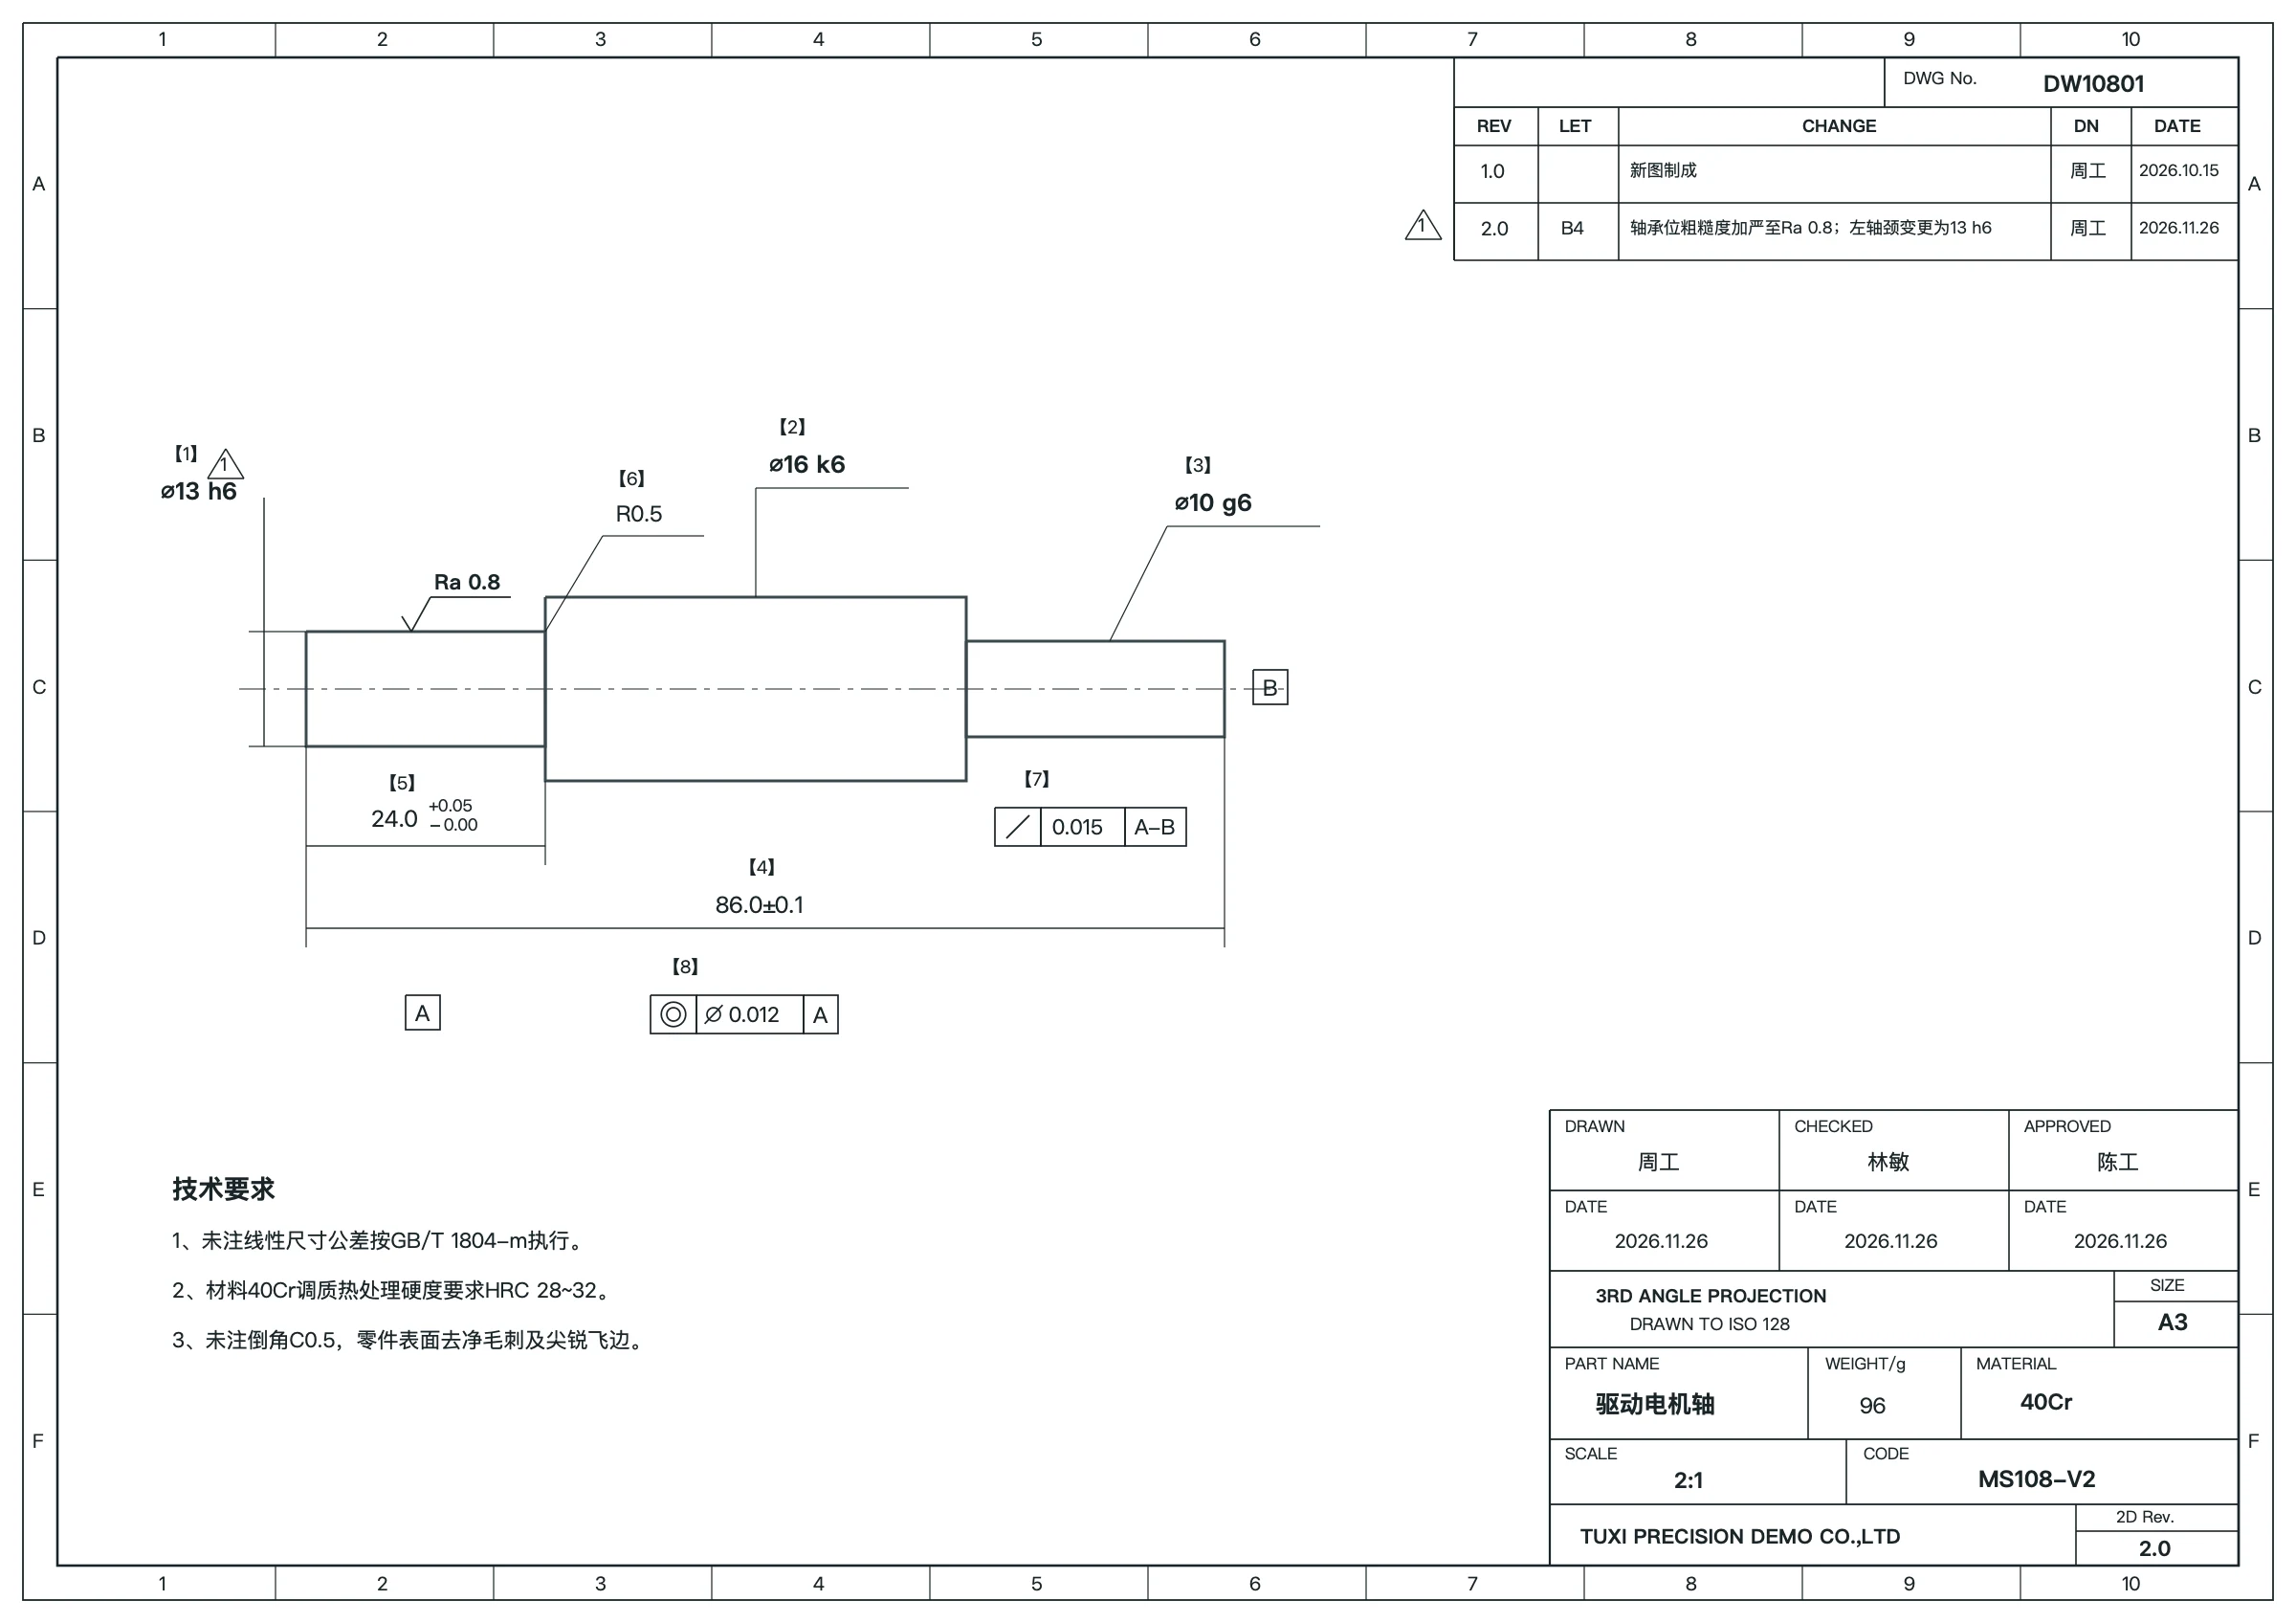 1 2 3 4 5 6 7 8 9 10
DWG No. DW10801
REV LET CHANGE DN DATE
1.0 新图制成 周工 2026.10.15
1 2.0 B4 轴承位粗糙度加严至Ra 0.8；左轴颈变更为13 h6 周工 2026.11.26
A A
B B
C C
D D
E E
F F
【1】 1
⌀13 h6
【2】
⌀16 k6
【3】
⌀10 g6
【6】
R0.5
Ra 0.8
B
【5】
24.0 +0.05
−0.00
【7】
0.015 A–B
【4】
86.0±0.1
【8】
A
◎ ⌀ 0.012 A
技术要求
1、未注线性尺寸公差按GB/T 1804–m执行。
2、材料40Cr调质热处理硬度要求HRC 28~32。
3、未注倒角C0.5，零件表面去净毛刺及尖锐飞边。
DRAWN CHECKED APPROVED
周工 林敏 陈工
DATE DATE DATE
2026.11.26 2026.11.26 2026.11.26
3RD ANGLE PROJECTION
DRAWN TO ISO 128
SIZE
A3
PART NAME WEIGHT/g MATERIAL
驱动电机轴 96 40Cr
SCALE CODE
2:1 MS108–V2
TUXI PRECISION DEMO CO.,LTD
2D Rev.
2.0
1 2 3 4 5 6 7 8 9 10